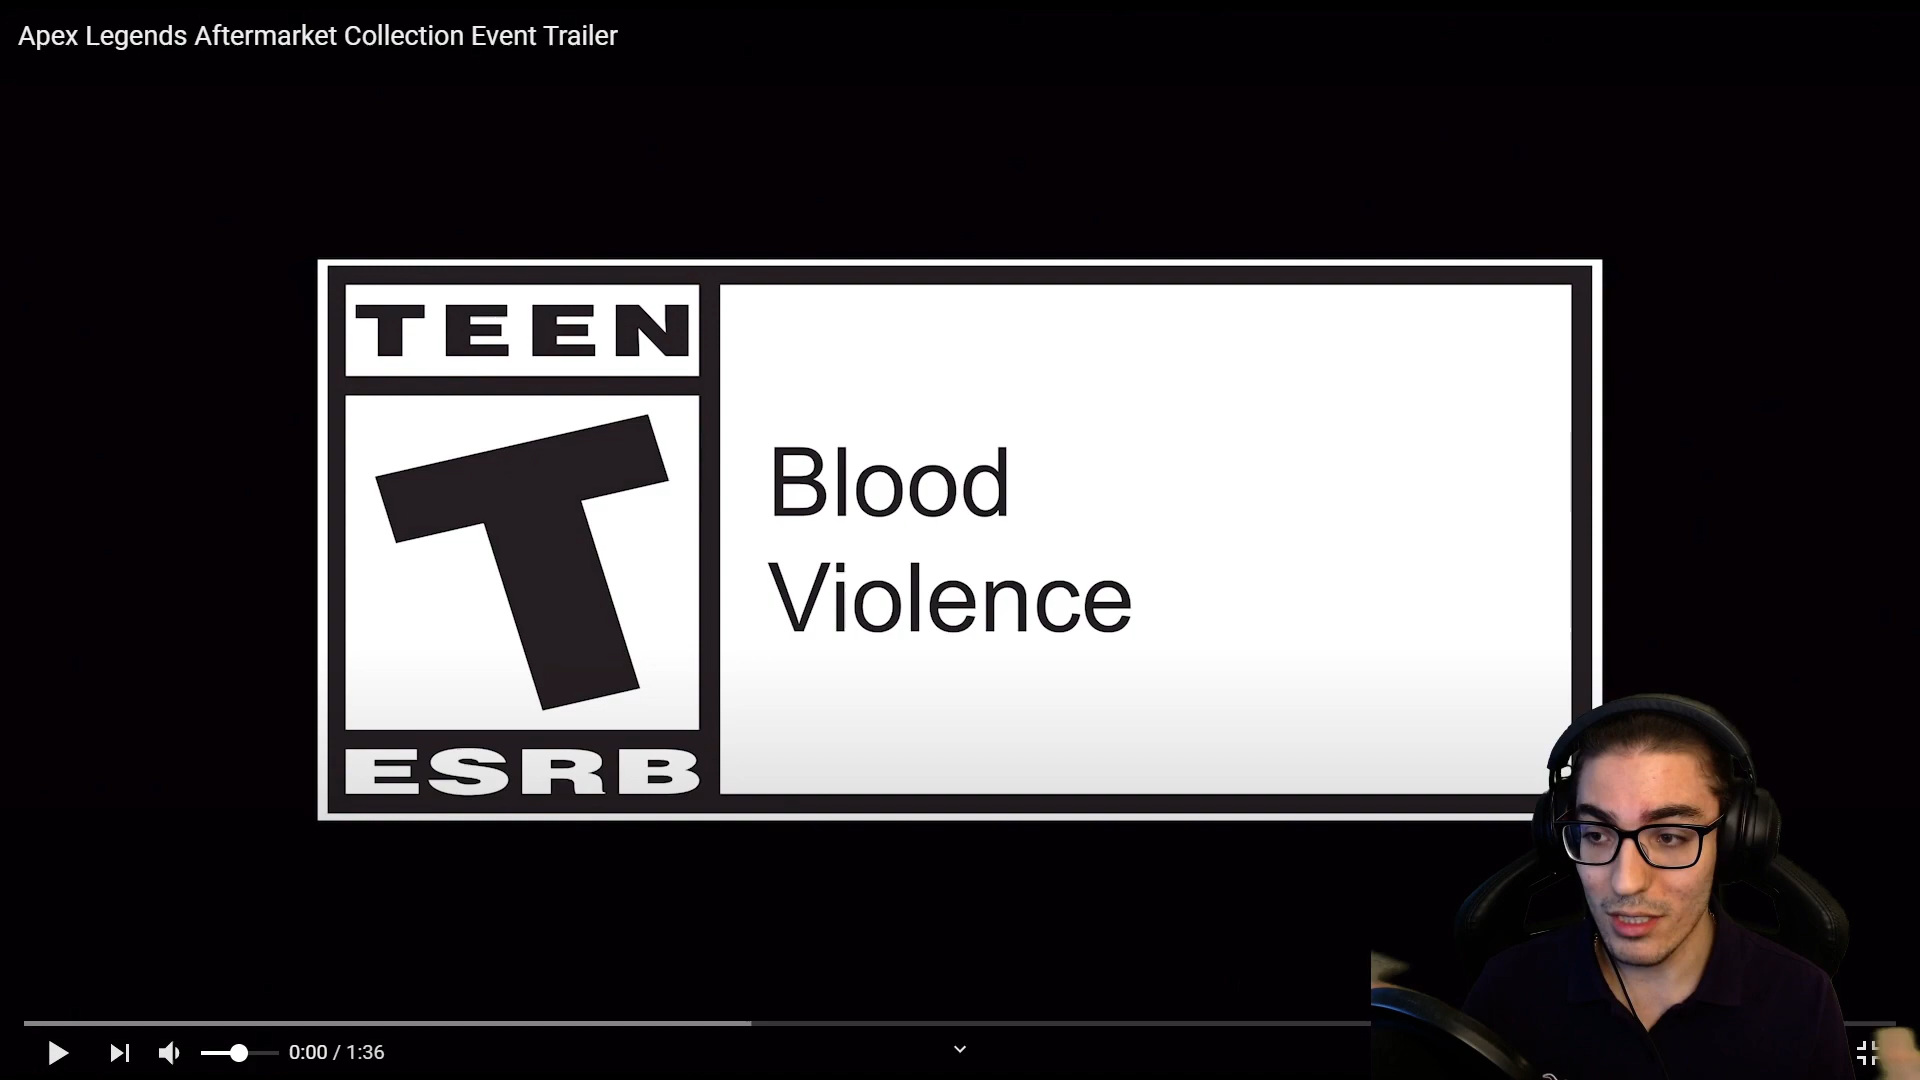 Apex Legends Aftermarket Collection Event Trailer
TEEN
T
ESRB
Blood
Violence
0:00 / 1:36